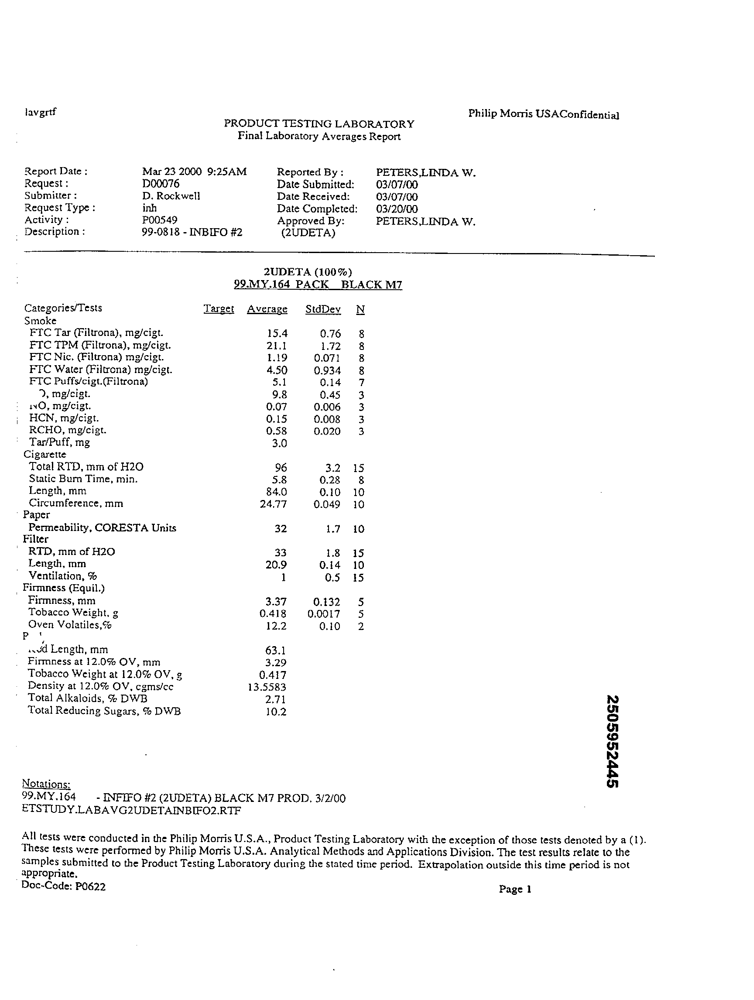 lavgrtf
Philip Morris USAConfidential
PRODUCT TESTING LABORATORY
Final Laboratory Averages Report
Report Date : Mar 23 2000 9:25AM Reported By : PETERS,LINDA W.
Request : D00076 Date Submitted: 03/07/00
Submitter : D. Rockwell Date Received: 03/07/00
Request Type : inh Date Completed: 03/20/00
Activity : P00549 Approved By: PETERS,LINDA W.
Description : 99-0818 - INBIFO #2 (2UDETA)
2UDETA (100%)
99.MY.164 PACK BLACK M7
Categories/Tests Target Average StdDev N
Smoke
FTC Tar (Filtrona), mg/cigt. 15.4 0.76 8
FTC TPM (Filtrona), mg/cigt. 21.1 1.72 8
FTC Nic. (Filtrona) mg/cigt. 1.19 0.071 8
FTC Water (Filtrona) mg/cigt. 4.50 0.934 8
FTC Puffs/cigt.(Filtrona) 5.1 0.14 7
, mg/cigt. 9.8 0.45 3
O, mg/cigt. 0.07 0.006 3
HCN, mg/cigt. 0.15 0.008 3
RCHO, mg/cigt. 0.58 0.020 3
Tar/Puff, mg 3.0
Cigarette
Total RTD, mm of H2O 96 3.2 15
Static Burn Time, min. 5.8 0.28 8
Length, mm 84.0 0.10 10
Circumference, mm 24.77 0.049 10
Paper
Permeability, CORESTA Units 32 1.7 10
Filter
RTD, mm of H2O 33 1.8 15
Length, mm 20.9 0.14 10
Ventilation, % 1 0.5 15
Firmness (Equil.)
Firmness, mm 3.37 0.132 5
Tobacco Weight, g 0.418 0.0017 5
Oven Volatiles,% 12.2 0.10 2
P
Length, mm 63.1
Firmness at 12.0% OV, mm 3.29
Tobacco Weight at 12.0% OV, g 0.417
Density at 12.0% OV, cgms/cc 13.5583
Total Alkaloids, % DWB 2.71
Total Reducing Sugars, % DWB 10.2
2505952445
Notations:
99.MY.164 - INFIFO #2 (2UDETA) BLACK M7 PROD. 3/2/00
ETSTUDY.LABAVG2UDETAINBIFO2.RTF
All tests were conducted in the Philip Morris U.S.A., Product Testing Laboratory with the exception of those tests denoted by a (1).
These tests were performed by Philip Morris U.S.A. Analytical Methods and Applications Division. The test results relate to the
samples submitted to the Product Testing Laboratory during the stated time period. Extrapolation outside this time period is not
appropriate.
Doc-Code: P0622
Page 1